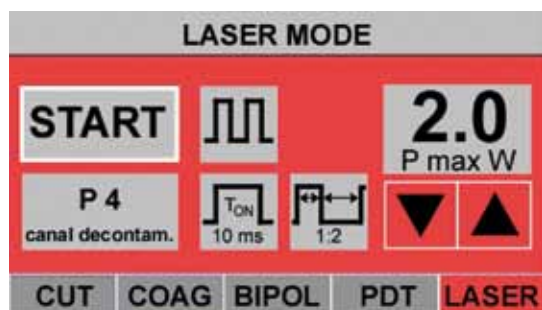 LASER MODE
START
2.0
P max W
P 4
canal decontam.
TON
10 ms
1:2
CUT COAG BIPOL PDT LASER